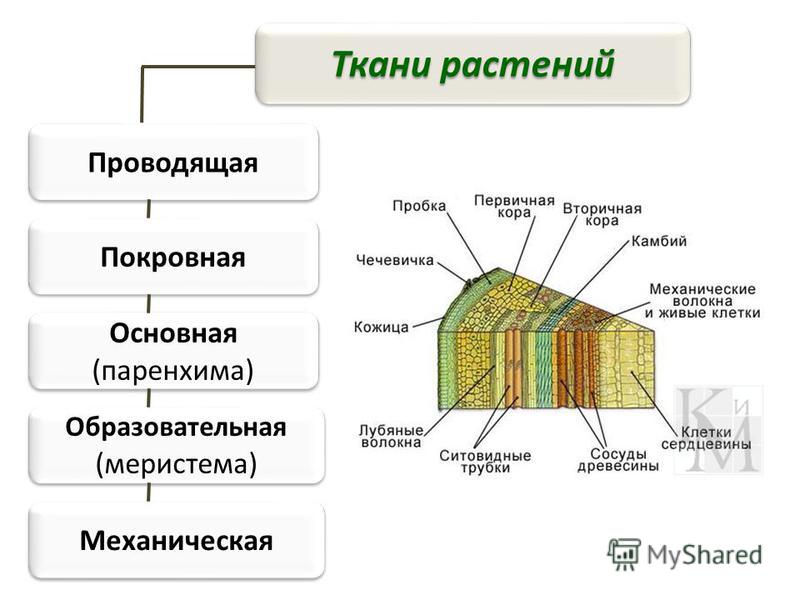 Ткани растений
Проводящая
Покровная
Основная
(паренхима)
Образовательная
(меристема)
Механическая
Пробка
Первичная
кора
Вторичная
кора
Камбий
Чечевичка
Механические
волокна
и живые клетки
Кожица
Лубяные
волокна
Ситовидные
трубки
Сосуды
древесины
Клетки
сердцевины
К и М
MyShared